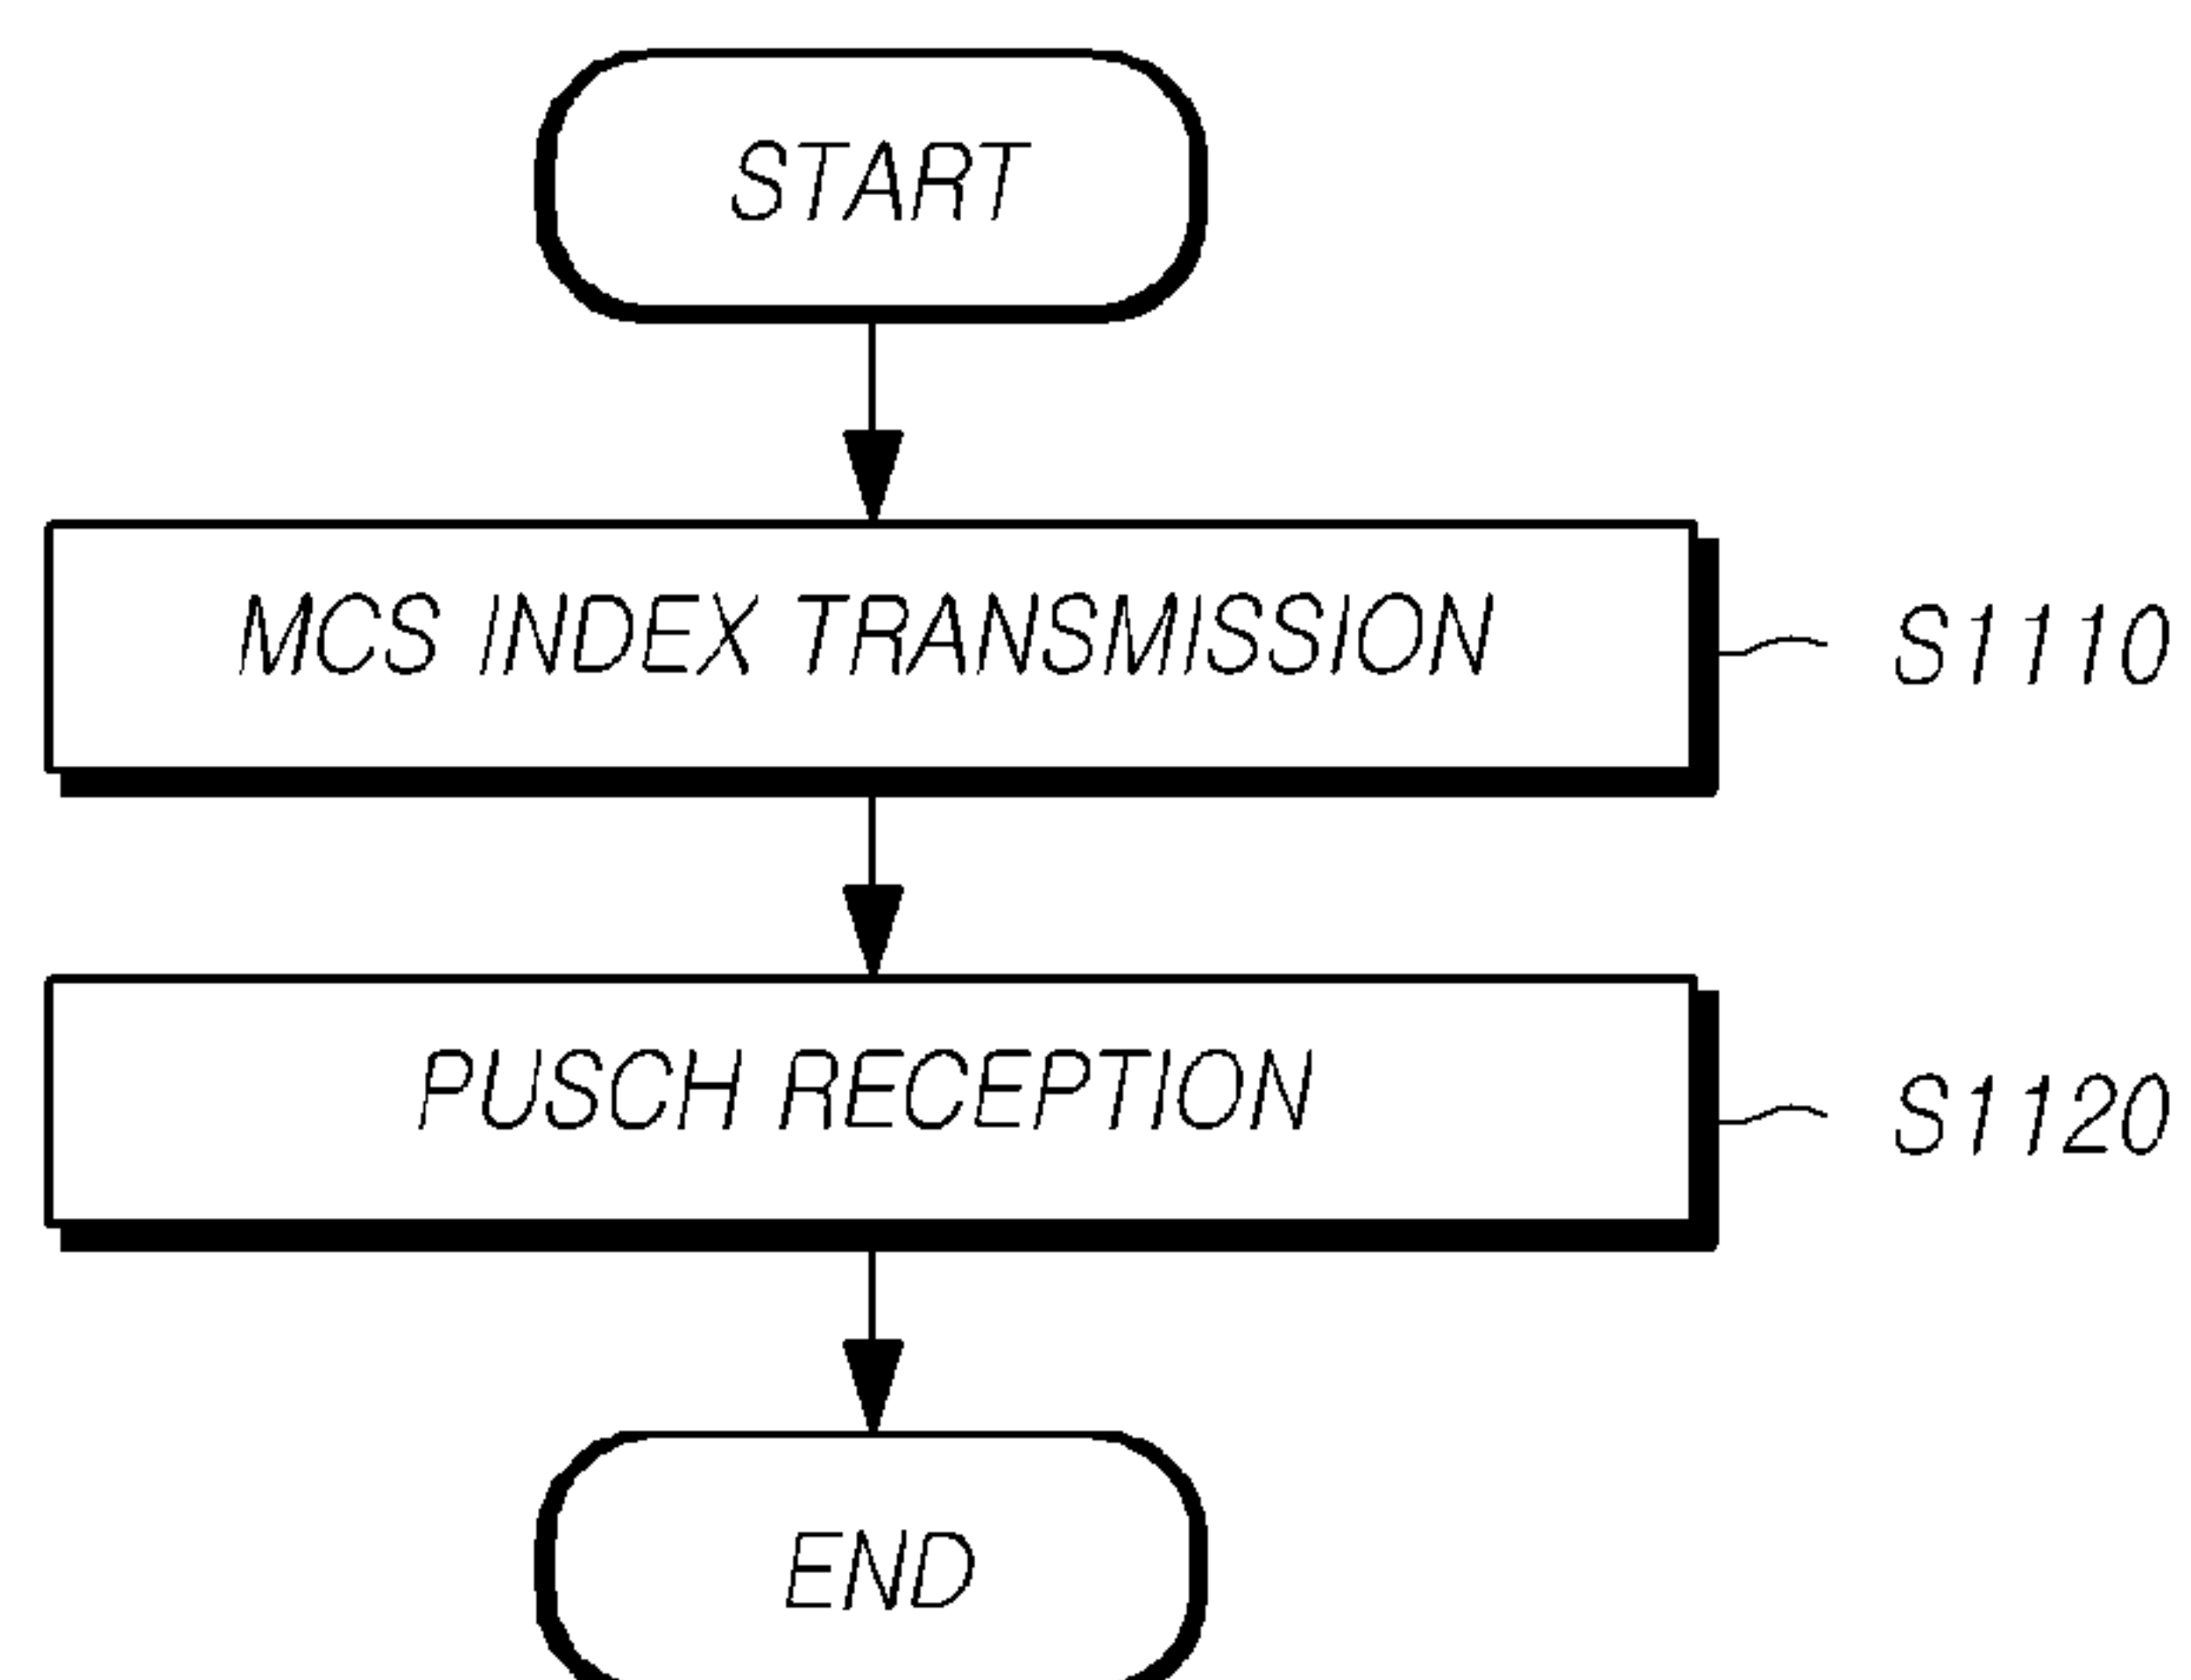 START
MCS INDEX TRANSMISSION
S1110
PUSCH RECEPTION
S1120
END